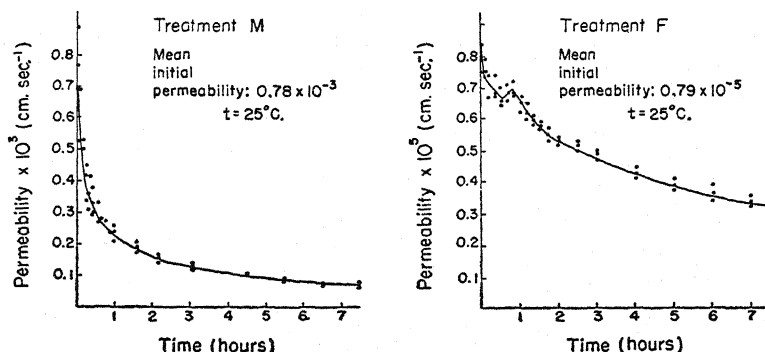 Treatment M
Mean
initial
permeability: 0.78 x 10⁻³
t = 25°C.
Permeability x 10³ (cm. sec.⁻¹)
0.8
0.7
0.6
0.5
0.4
0.3
0.2
0.1
1 2 3 4 5 6 7
Time (hours)
Treatment F
Mean
initial
permeability: 0.79 x 10⁻⁵
t = 25°C.
Permeability x 10⁵ (cm. sec.⁻¹)
0.8
0.7
0.6
0.5
0.4
0.3
0.2
0.1
1 2 3 4 5 6 7
Time (hours)